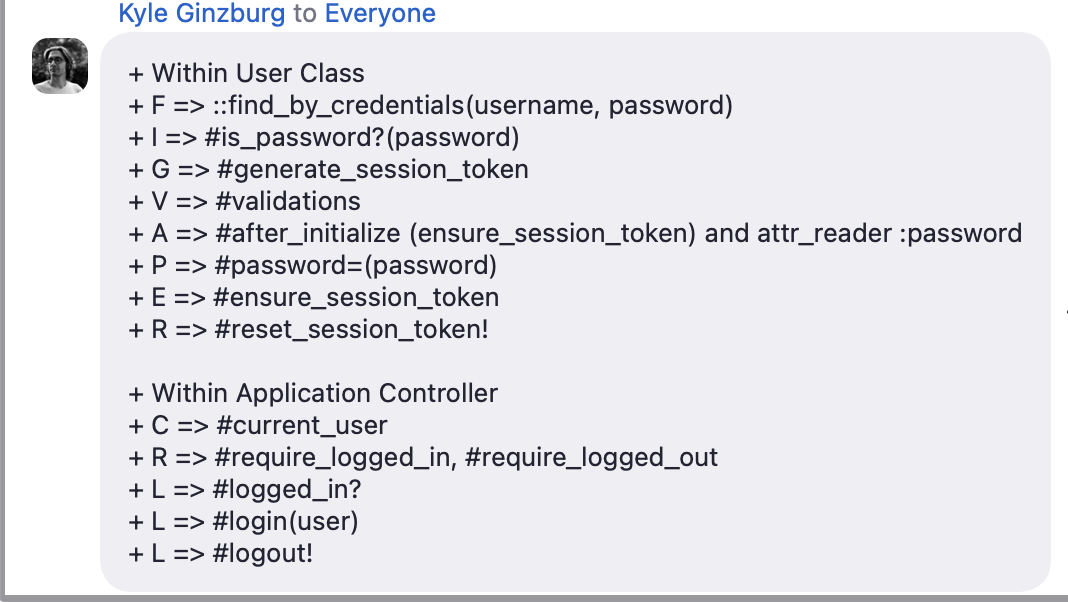 Kyle Ginzburg to Everyone
+ Within User Class
+ F => ::find_by_credentials(username, password)
+ I => #is_password?(password)
+ G => #generate_session_token
+ V => #validations
+ A => #after_initialize (ensure_session_token) and attr_reader :password
+ P => #password=(password)
+ E => #ensure_session_token
+ R => #reset_session_token!
+ Within Application Controller
+ C => #current_user
+ R => #require_logged_in, #require_logged_out
+ L => #logged_in?
+ L => #login(user)
+ L => #logout!